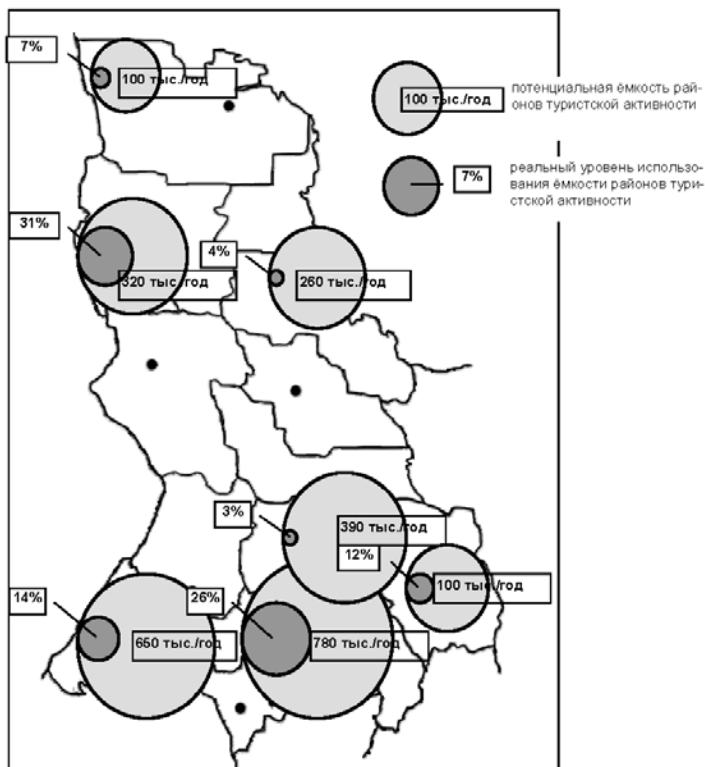 7%
100 тыс./год
100 тыс./год
потенциальная ёмкость рай-
онов туристской активности
7%
реальный уровень использо-
вания ёмкости районов тури-
стской активности
31%
320 тыс./год
4%
260 тыс./год
3%
390 тыс./год
12%
100 тыс./год
14%
650 тыс./год
26%
780 тыс./год